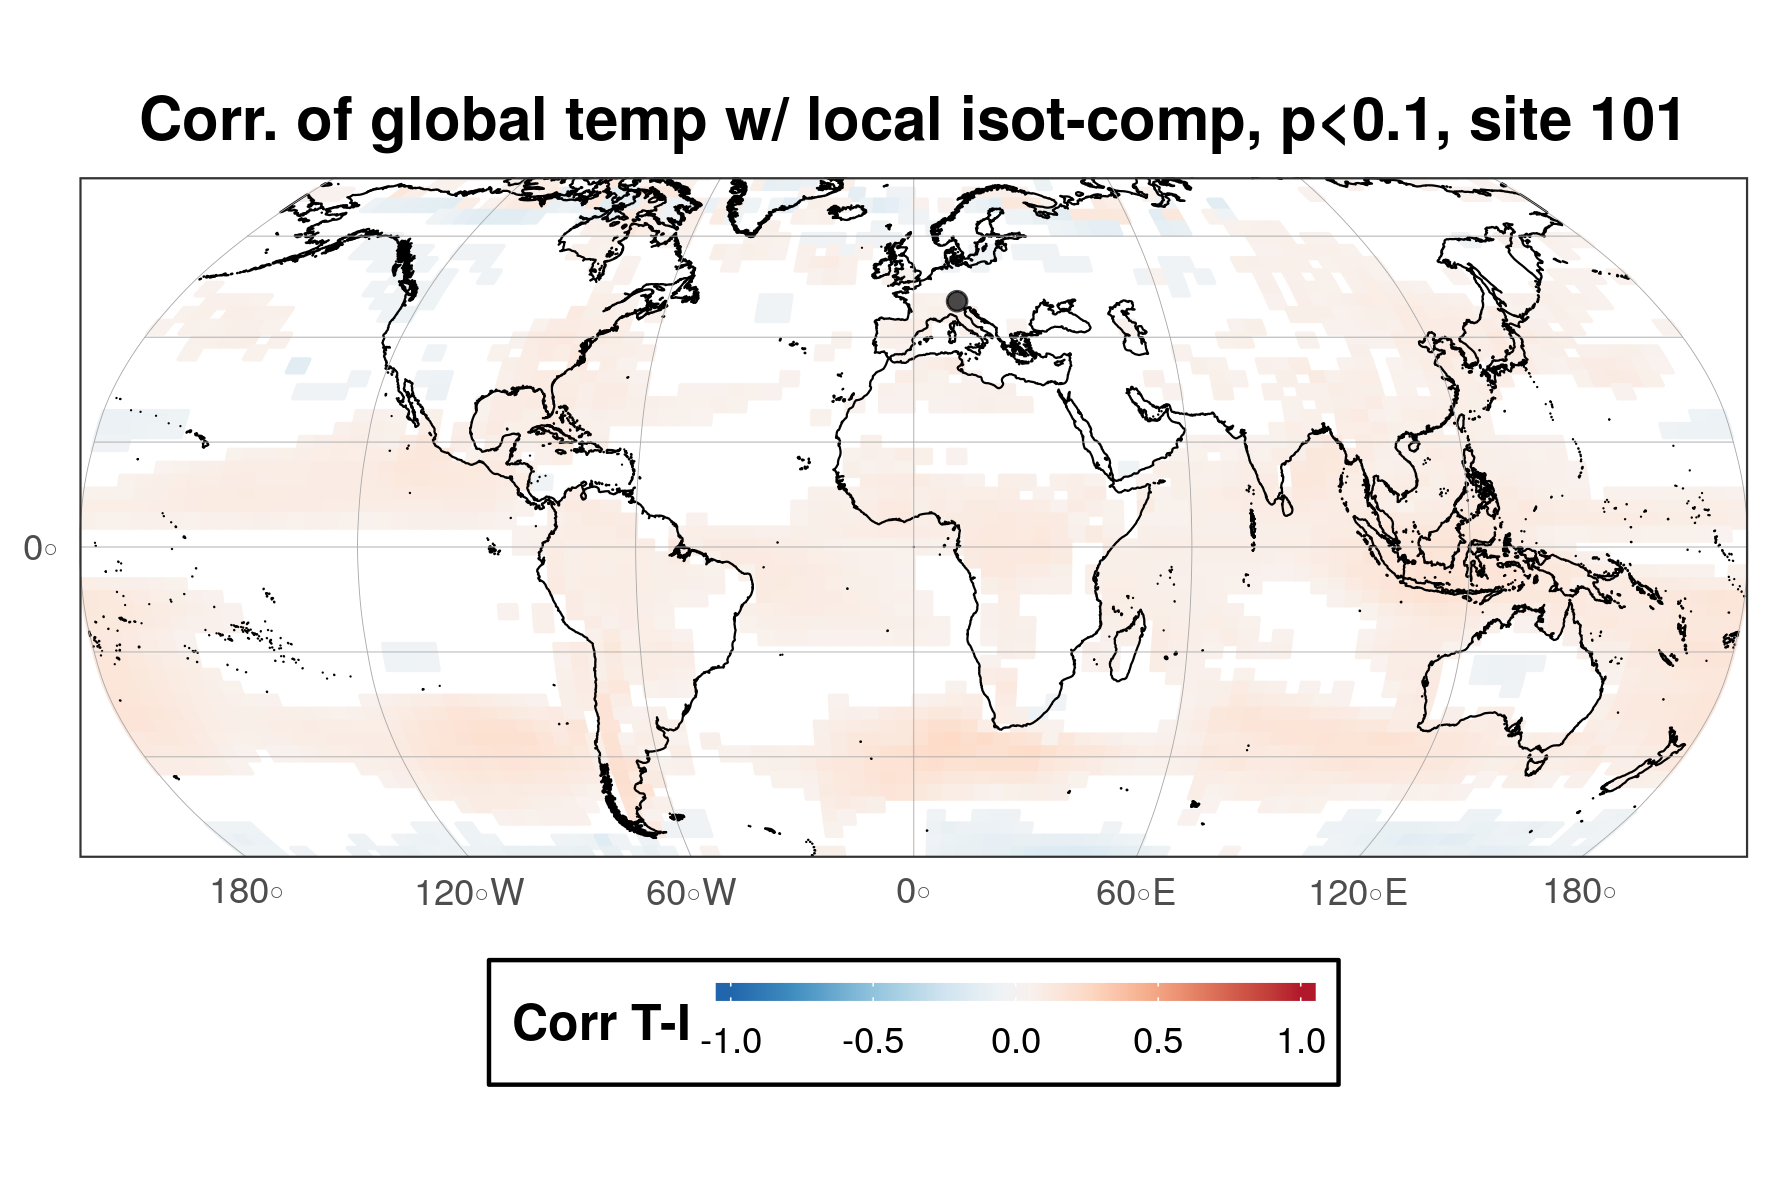 Corr. of global temp w/ local isot-comp, p<0.1, site 101
0°
180° 120°W 60°W 0° 60°E 120°E 180°
Corr T-I
-1.0 -0.5 0.0 0.5 1.0